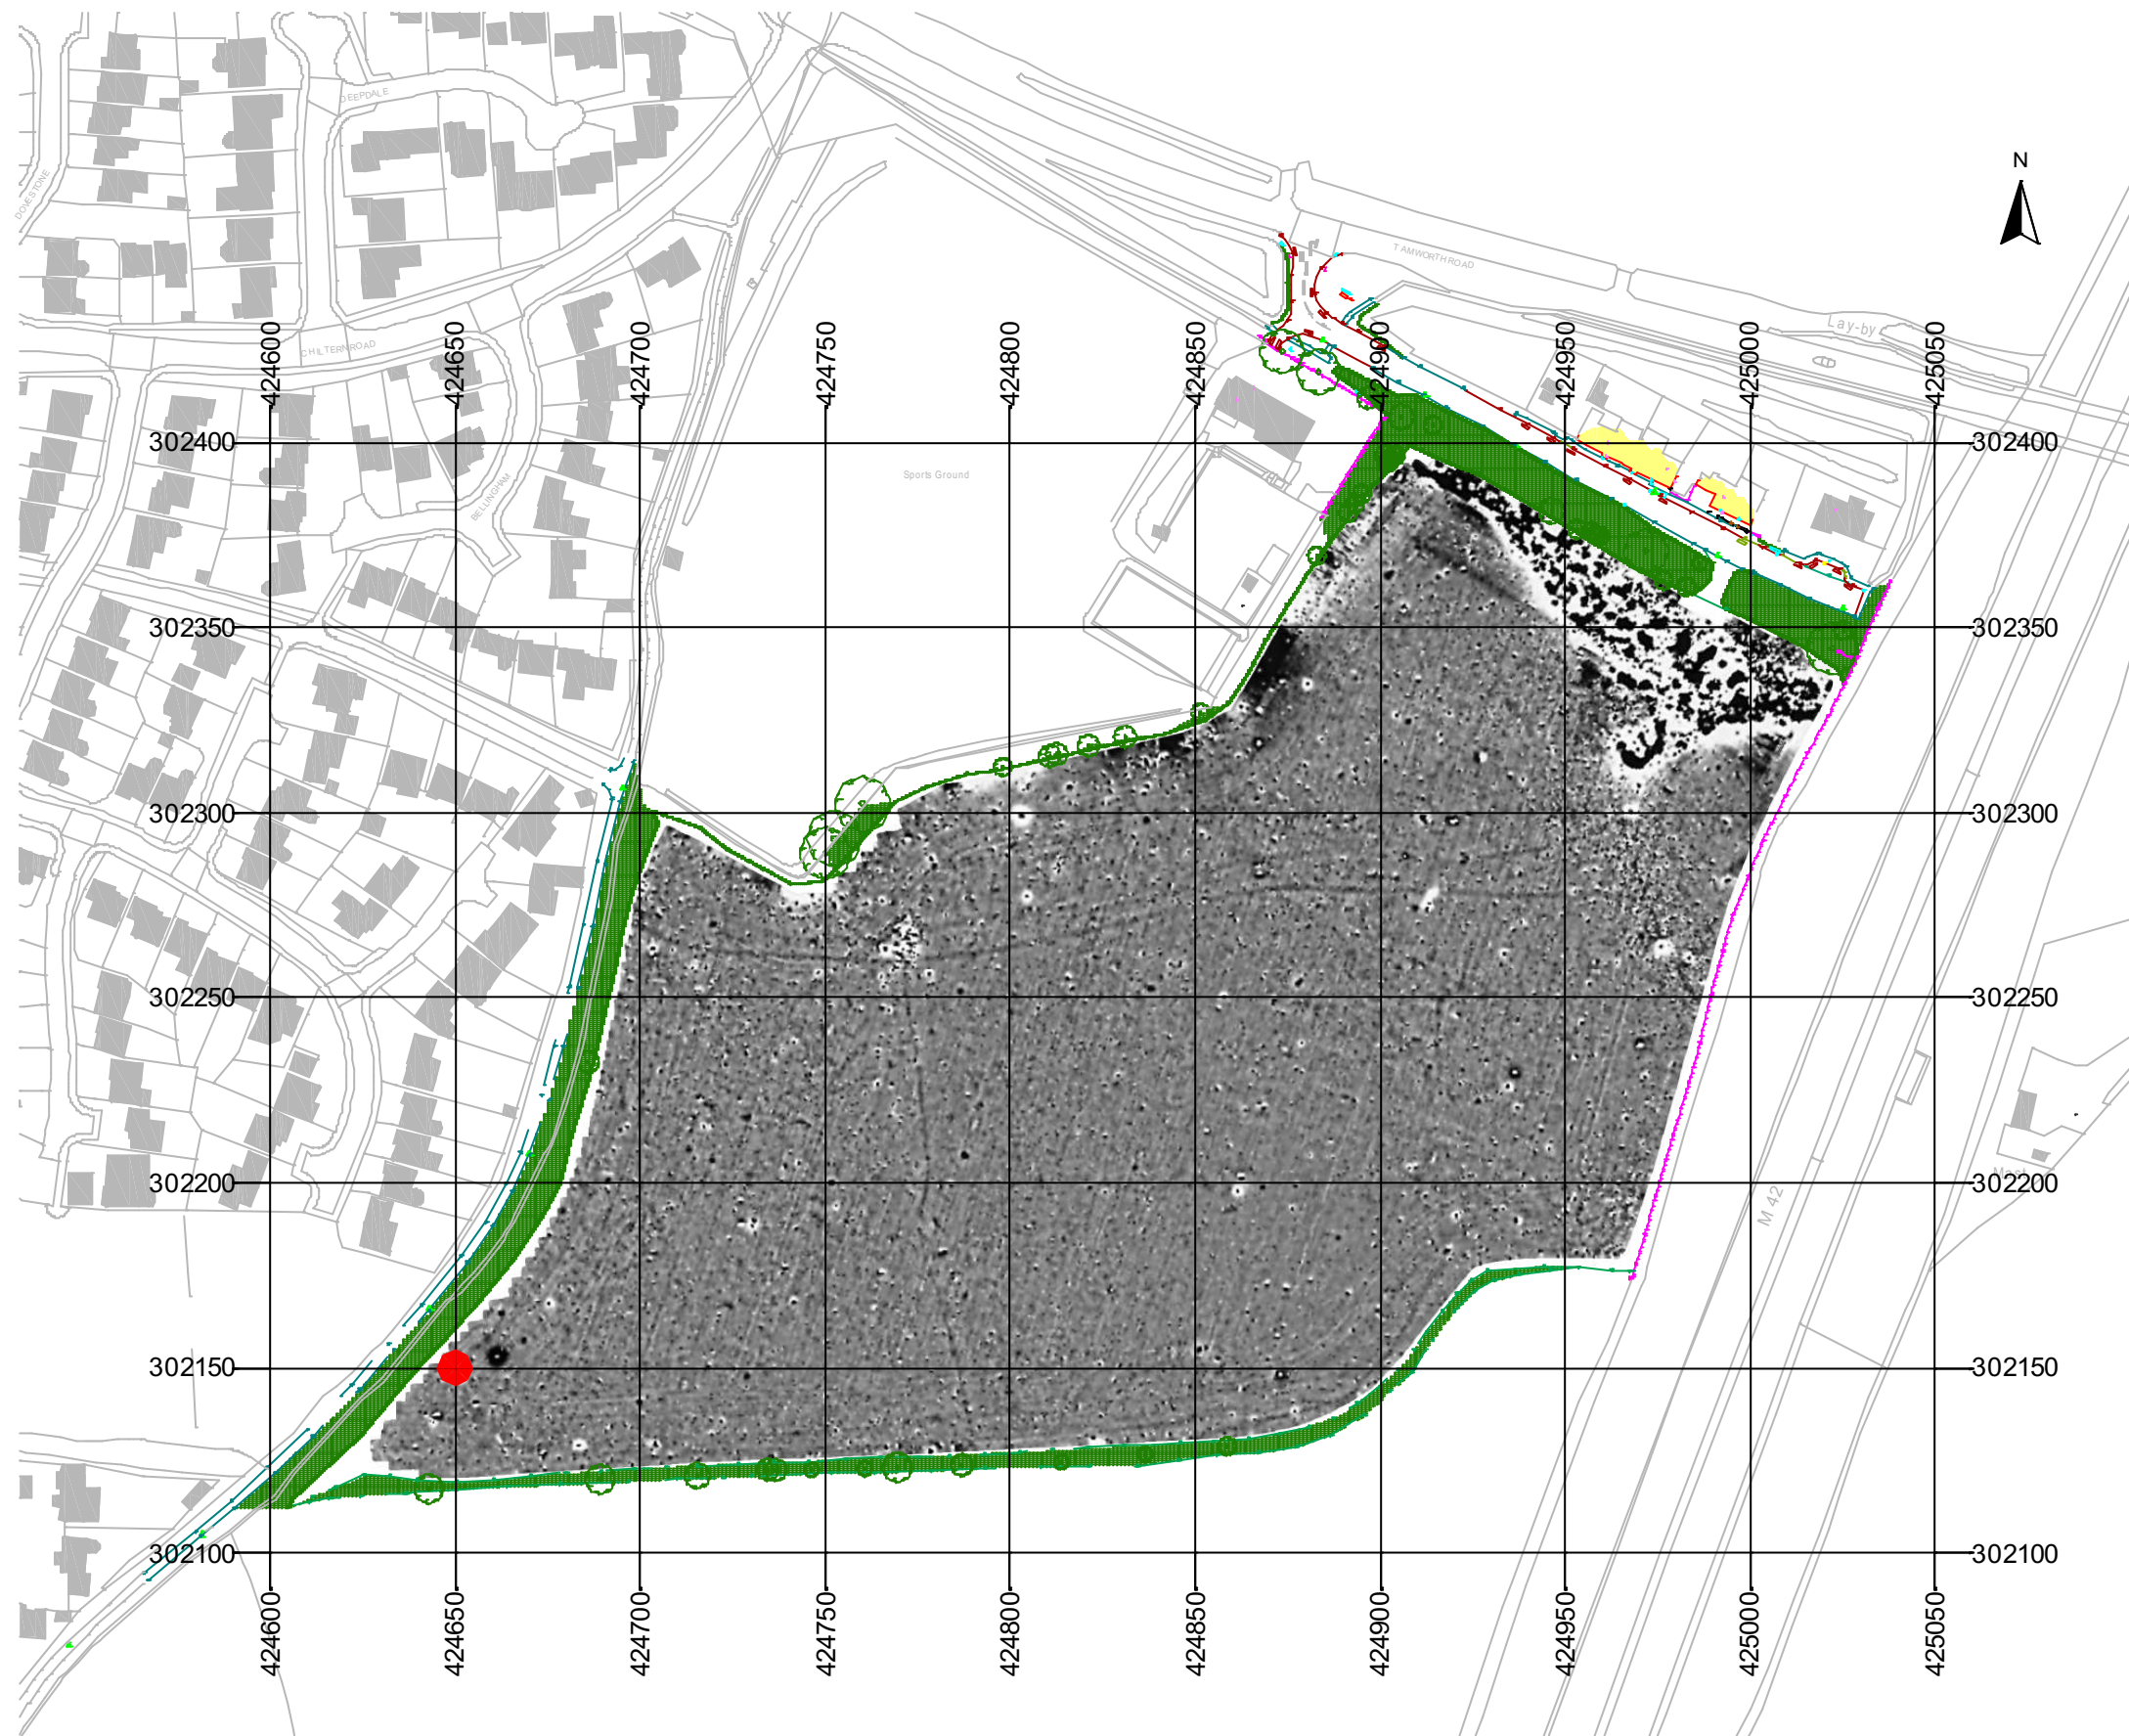 N
DEEPDALE
DOVESTONE
TAMWORTH ROAD
Lay-by
CHILTERN ROAD
424600 424650 424700 424750 424800 424850 424900 424950 425000 425050
302400 302400
Sports Ground
BELLINGHAM
302350 302350
302300 302300
302250 302250
302200 302200
Mast
M 42
302150 302150
302100 302100
424600 424650 424700 424750 424800 424850 424900 424950 425000 425050